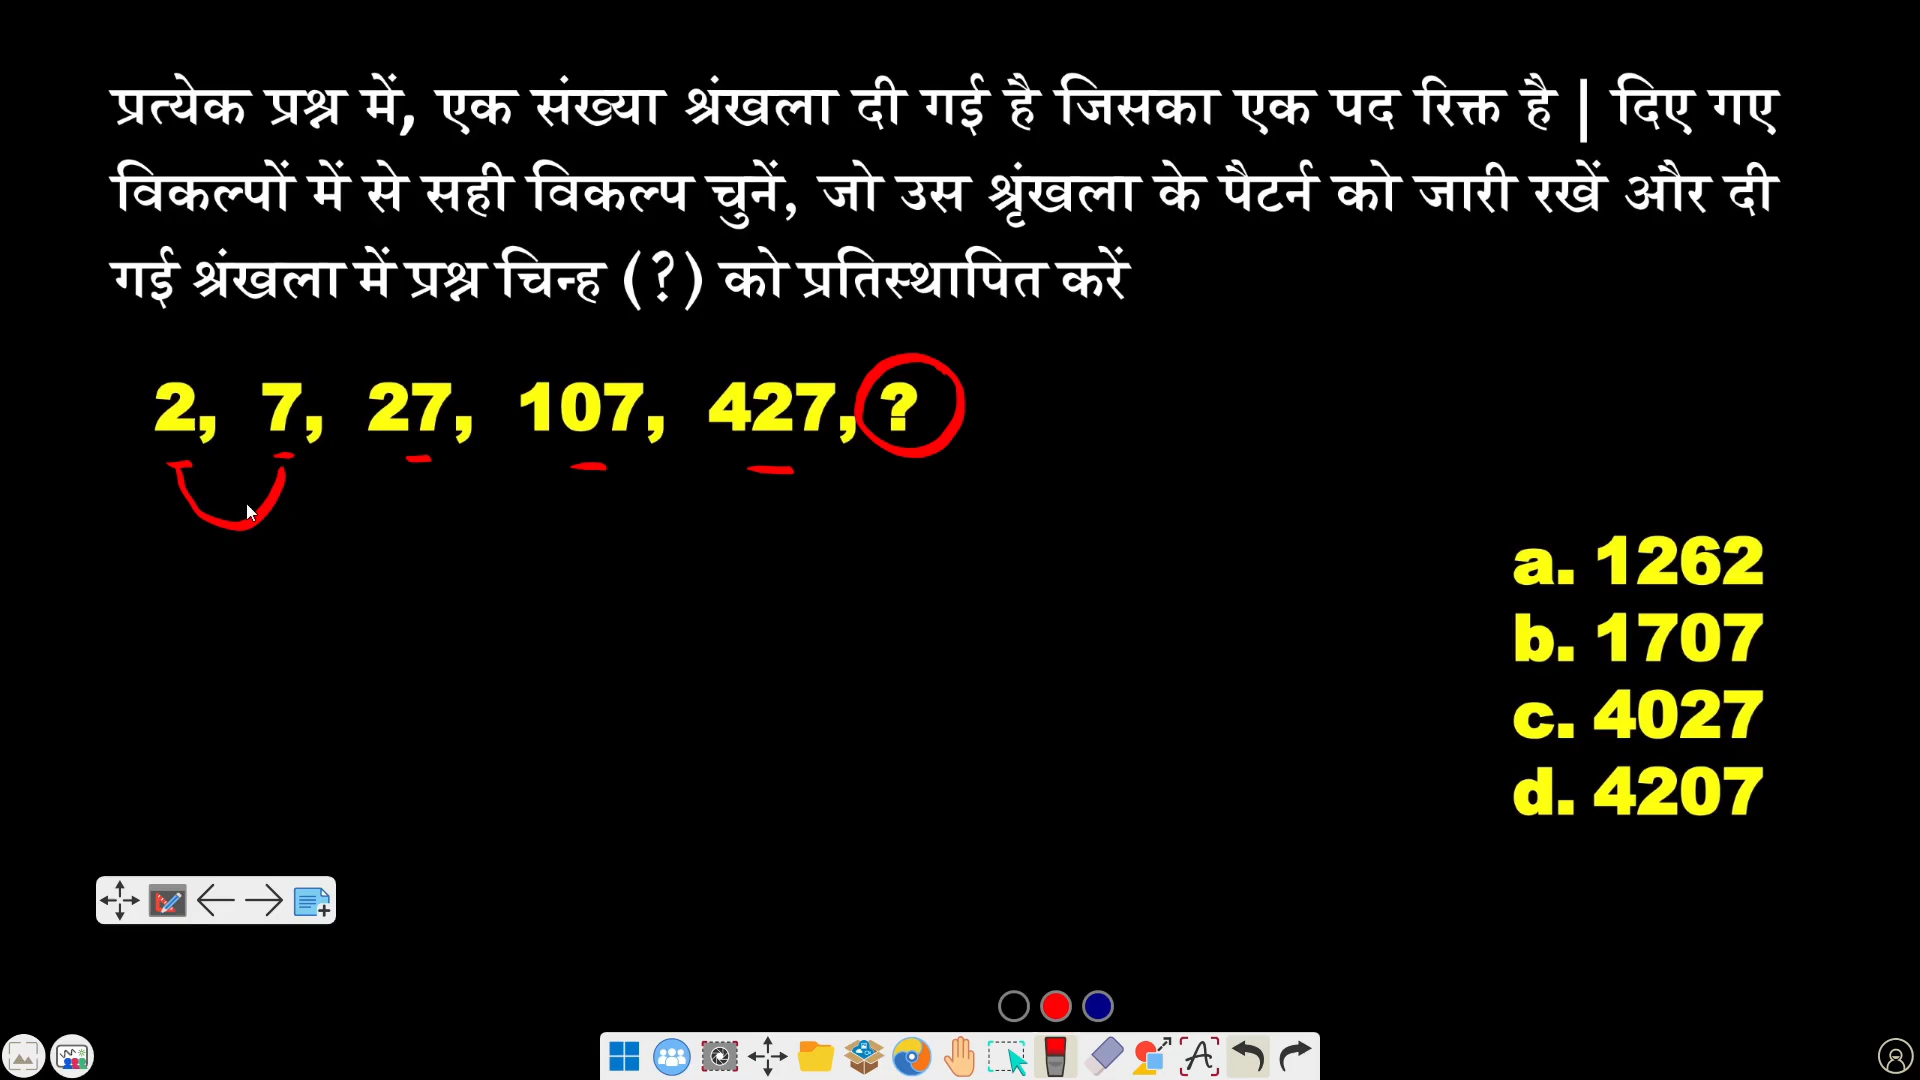 प्रत्येक प्रश्न में, एक संख्या श्रंखला दी गई है जिसका एक पद रिक्त है | दिए गए
विकल्पों में से सही विकल्प चुनें, जो उस श्रृंखला के पैटर्न को जारी रखें और दी
गई श्रंखला में प्रश्न चिन्ह (?) को प्रतिस्थापित करें
2, 7, 27, 107, 427, ?
a. 1262
b. 1707
c. 4027
d. 4207